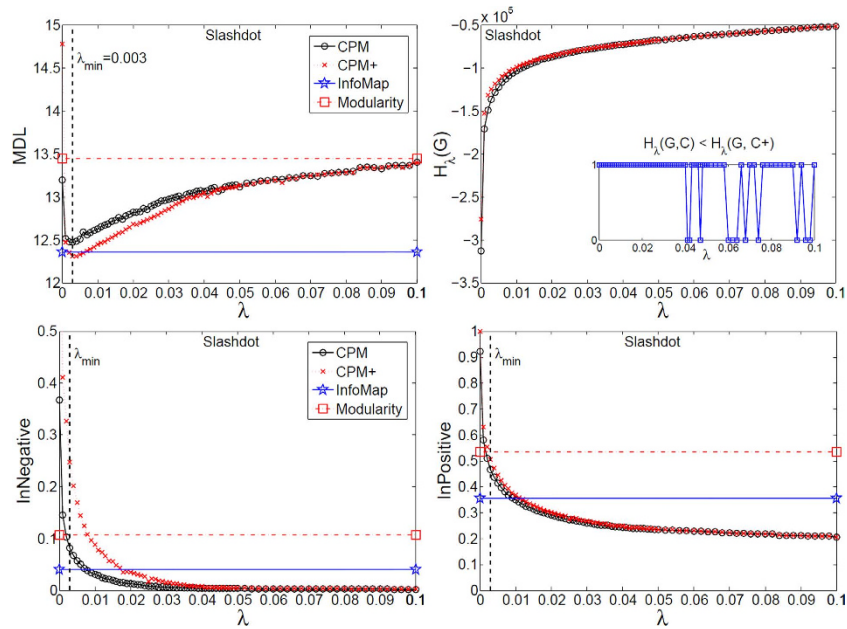 Slashdot
15
14.5
14
13.5
13
12.5
12
MDL
λmin=0.003
CPM
CPM+
InfoMap
Modularity
0 0.01 0.02 0.03 0.04 0.05 0.06 0.07 0.08 0.09 0.1
λ
× 10⁵
Slashdot
−0.5
−1
−1.5
−2
−2.5
−3
−3.5
Hλ(G)
Hλ(G,C) < Hλ(G, C+)
1
0
0 0.02 0.04 0.06 0.08 0.1
λ
0 0.01 0.02 0.03 0.04 0.05 0.06 0.07 0.08 0.09 0.1
λ
Slashdot
0.5
0.4
0.3
0.2
0.1
0
InNegative
λmin
CPM
CPM+
InfoMap
Modularity
0 0.01 0.02 0.03 0.04 0.05 0.06 0.07 0.08 0.09 0.1
λ
Slashdot
1
0.9
0.8
0.7
0.6
0.5
0.4
0.3
0.2
0.1
0
InPositive
λmin
0 0.01 0.02 0.03 0.04 0.05 0.06 0.07 0.08 0.09 0.1
λ